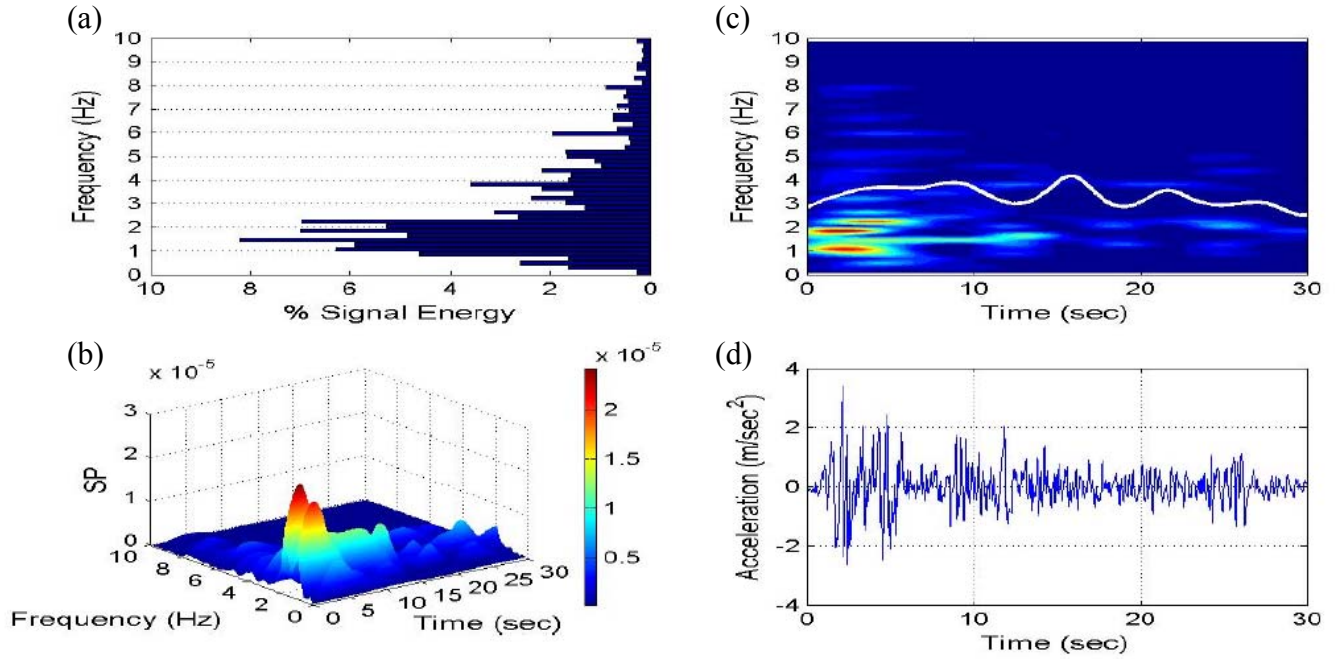 (a)
10
9
8
7
6
5
4
3
2
1
0
Frequency (Hz)
10 8 6 4 2 0
% Signal Energy
(c)
10
9
8
7
6
5
4
3
2
1
0
Frequency (Hz)
0 10 20 30
Time (sec)
(b)
x 10⁻⁵
3
2
1
0
SP
10 8 6 4 2 0
Frequency (Hz)
0 5 10 15 20 25 30
Time (sec)
x 10⁻⁵
2
1.5
1
0.5
(d)
4
2
0
-2
-4
Acceleration (m/sec²)
0 10 20 30
Time (sec)